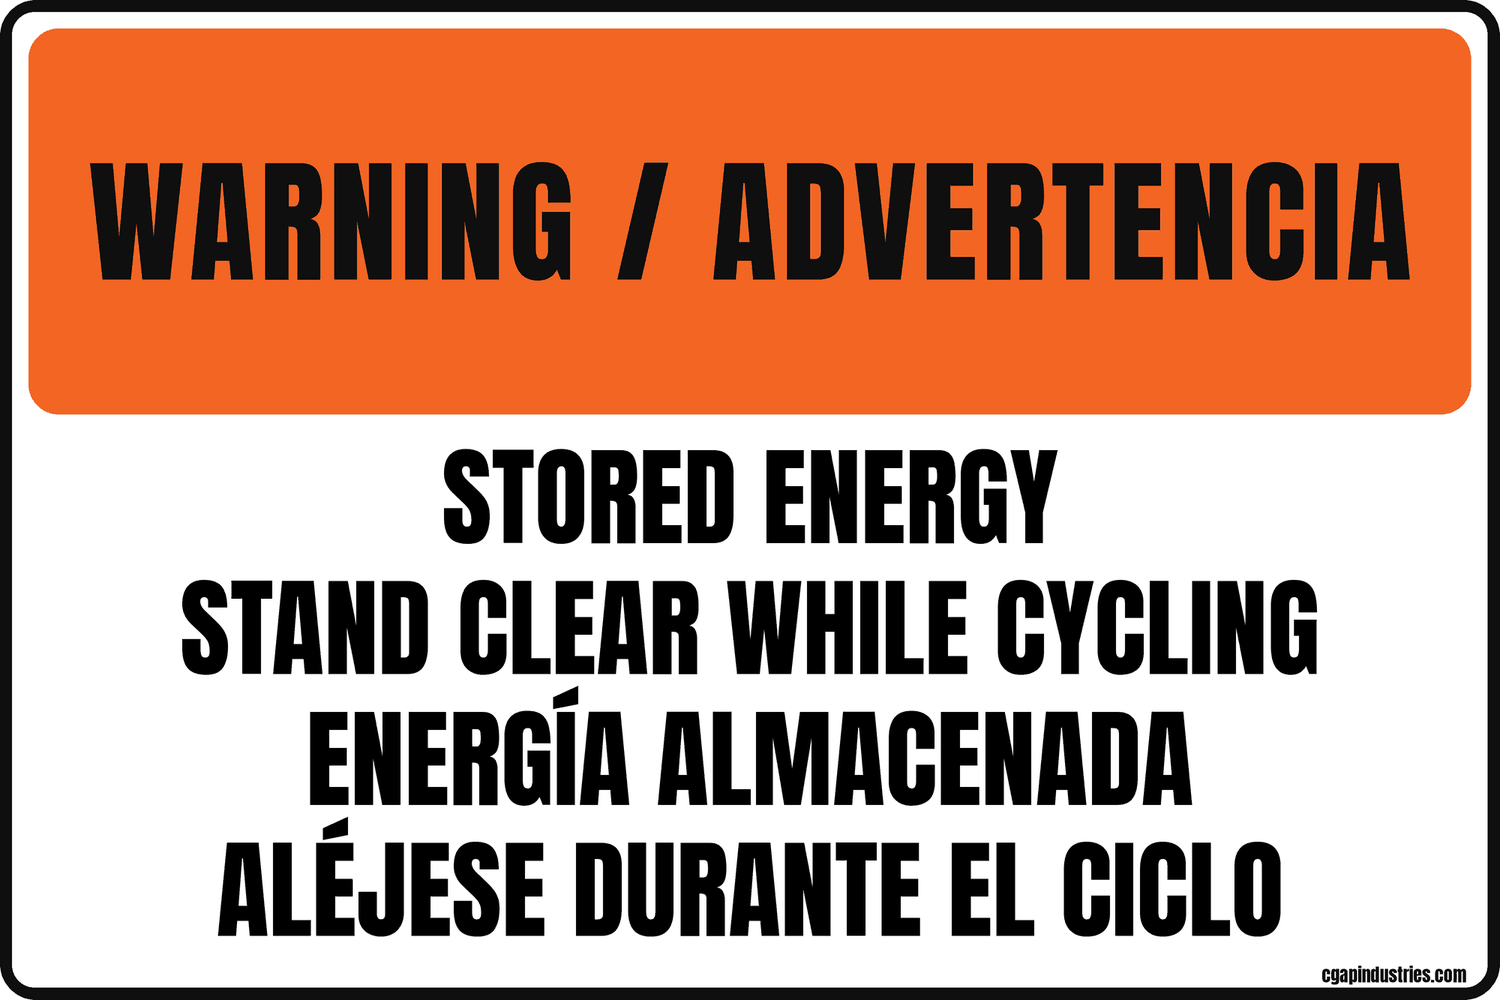 WARNING / ADVERTENCIA
STORED ENERGY
STAND CLEAR WHILE CYCLING
ENERGÍA ALMACENADA
ALÉJESE DURANTE EL CICLO
cgapindustries.com